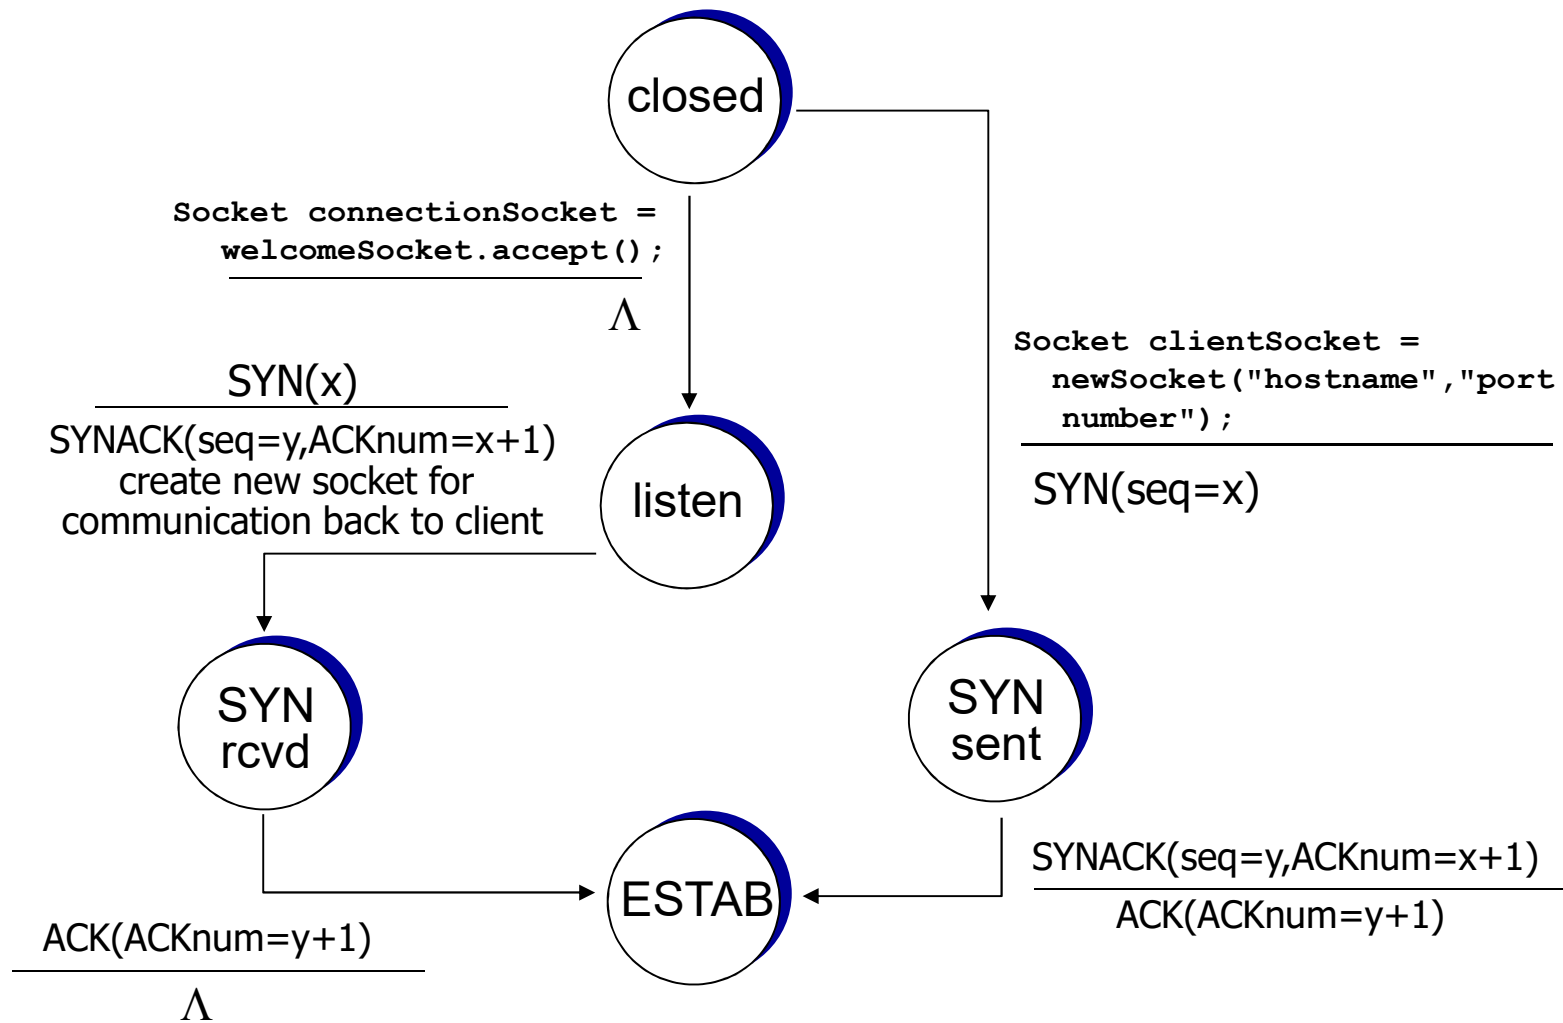 closed
Socket connectionSocket =
welcomeSocket.accept();
Λ
Socket clientSocket =
newSocket("hostname","port
number");
SYN(seq=x)
SYN(x)
SYNACK(seq=y,ACKnum=x+1)
create new socket for
communication back to client
listen
SYN
rcvd
SYN
sent
ESTAB
SYNACK(seq=y,ACKnum=x+1)
ACK(ACKnum=y+1)
ACK(ACKnum=y+1)
Λ